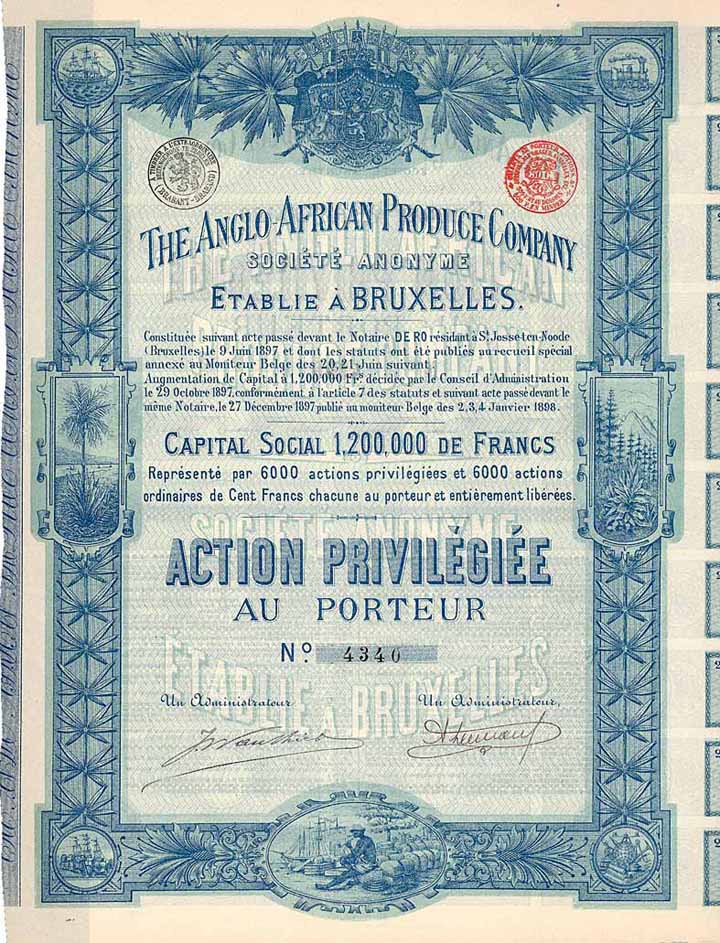 THE ANGLO-AFRICAN PRODUCE COMPANY
SOCIÉTÉ ANONYME
ETABLIE À BRUXELLES.
Constituée suivant acte passé devant le Notaire DE RO résidant à St Josse-ten-Noode
(Bruxelles) le 9 Juin 1897 et dont les statuts ont été publiés au recueil spécial
annexé au Moniteur Belge des 20, 21 Juin suivant.
Augmentation de Capital à 1,200,000 Frs. décidée par le Conseil d'Administration
le 29 Octobre 1897, conformément à l'article 7 des statuts et suivant acte passé devant le
même Notaire, le 27 Décembre 1897 publié au moniteur Belge des 2, 3, 4 Janvier 1898.
CAPITAL SOCIAL 1,200,000 DE FRANCS
Représenté par 6000 actions privilégiées et 6000 actions
ordinaires de Cent Francs chacune au porteur et entièrement libérées.
ACTION PRIVILÉGIÉE
AU PORTEUR
No. 4340
Un Administrateur
Un Administrateur,